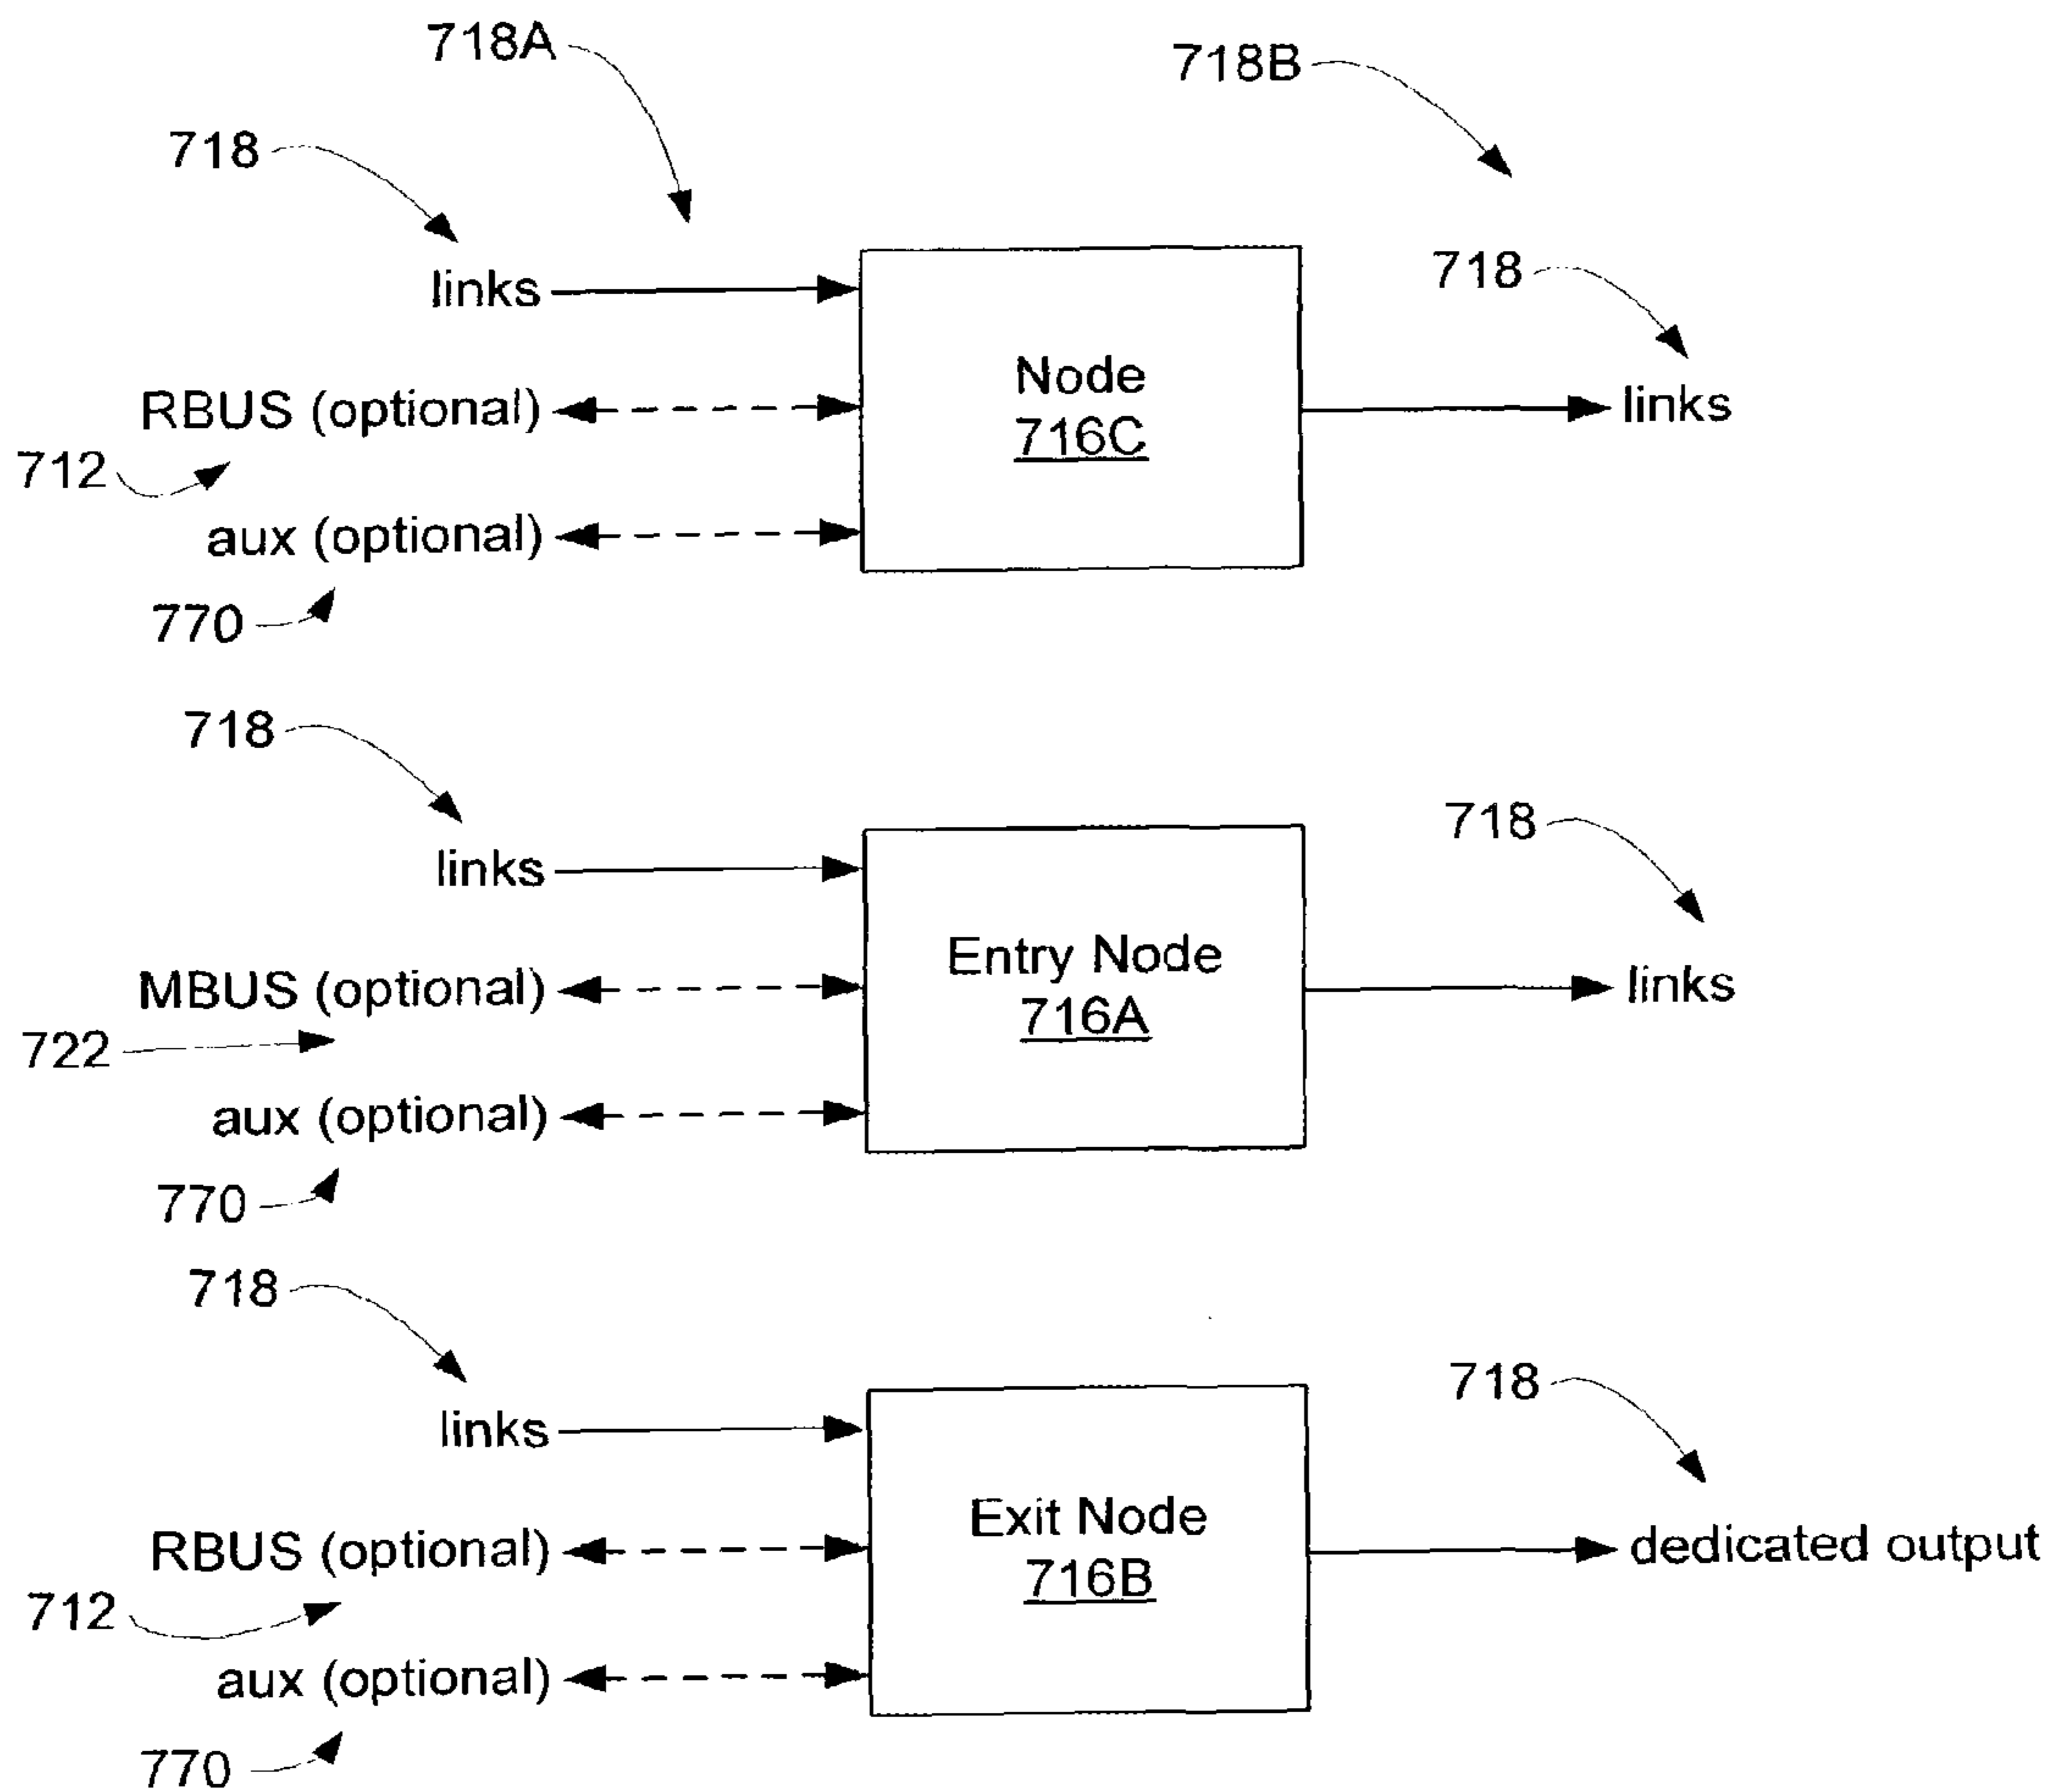 718A
718B
718
718
links
Node
716C
links
RBUS (optional)
712
aux (optional)
770
718
718
links
Entry Node
716A
links
MBUS (optional)
722
aux (optional)
770
718
718
links
Exit Node
716B
dedicated output
RBUS (optional)
712
aux (optional)
770